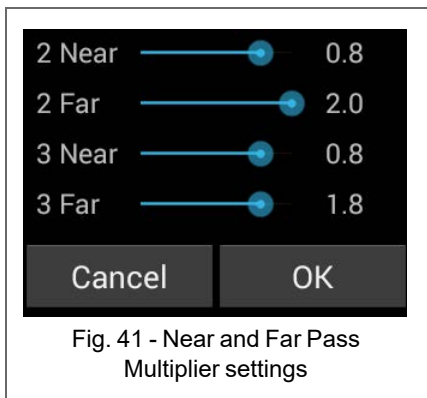 2 Near 0.8
2 Far 2.0
3 Near 0.8
3 Far 1.8
Cancel OK
Fig. 41 - Near and Far Pass
Multiplier settings